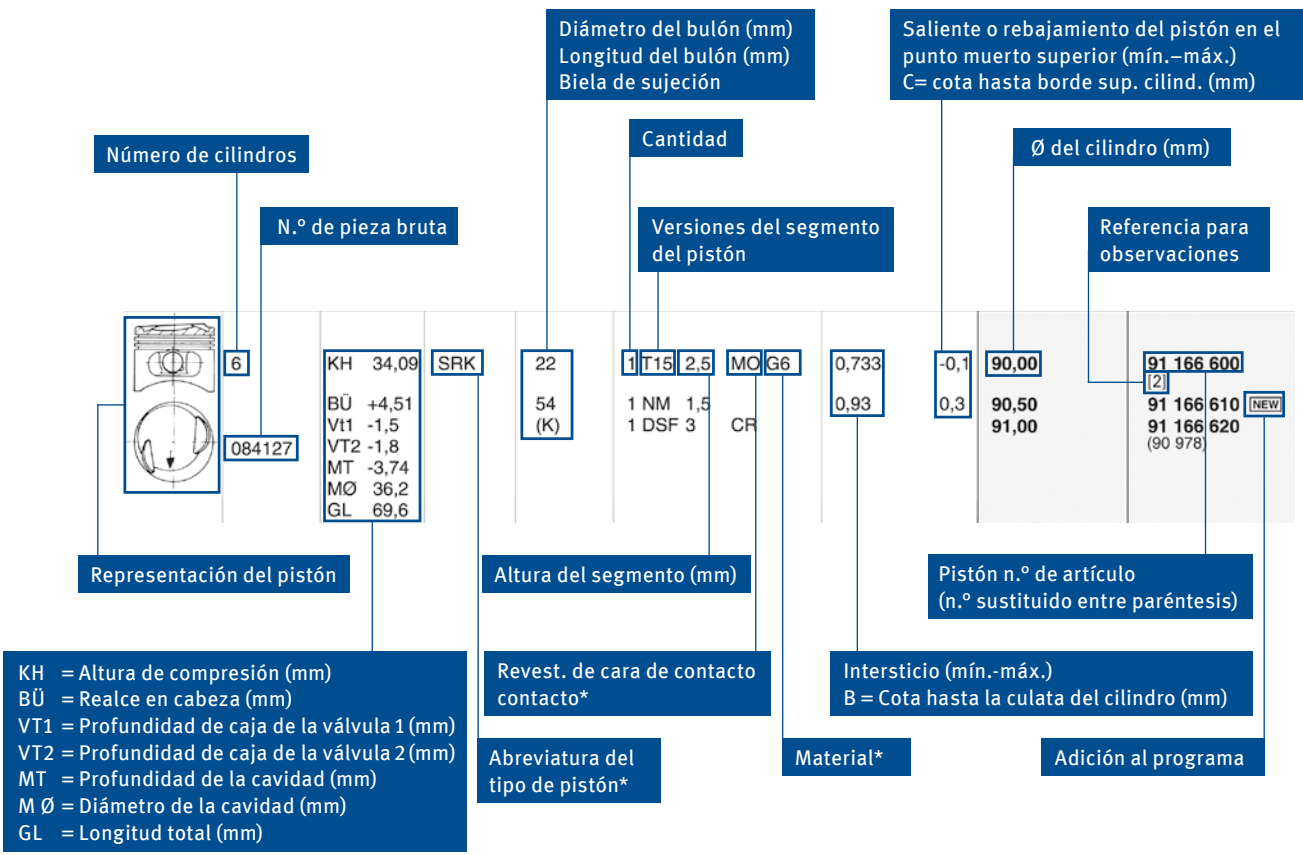 Diámetro del bulón (mm)
Longitud del bulón (mm)
Biela de sujeción
Saliente o rebajamiento del pistón en el
punto muerto superior (mín.–máx.)
C= cota hasta borde sup. cilind. (mm)
Número de cilindros
Cantidad
Ø del cilindro (mm)
N.º de pieza bruta
Versiones del segmento
del pistón
Referencia para
observaciones
6 KH 34,09 SRK 22 1 T15 2,5 MO G6 0,733 -0,1 90,00 91 166 600
[2]
BÜ +4,51 54 1 NM 1,5 0,93 0,3 90,50 91 166 610 NEW
Vt1 -1,5 (K) 1 DSF 3 CR 91,00 91 166 620
084127 VT2 -1,8 (90 978)
MT -3,74
MØ 36,2
GL 69,6
Representación del pistón
Altura del segmento (mm)
Pistón n.º de artículo
(n.º sustituido entre paréntesis)
KH = Altura de compresión (mm)
BÜ = Realce en cabeza (mm)
VT1 = Profundidad de caja de la válvula 1 (mm)
VT2 = Profundidad de caja de la válvula 2 (mm)
MT = Profundidad de la cavidad (mm)
M Ø = Diámetro de la cavidad (mm)
GL = Longitud total (mm)
Revest. de cara de contacto
contacto*
Intersticio (mín.-máx.)
B = Cota hasta la culata del cilindro (mm)
Abreviatura del
tipo de pistón*
Material*
Adición al programa